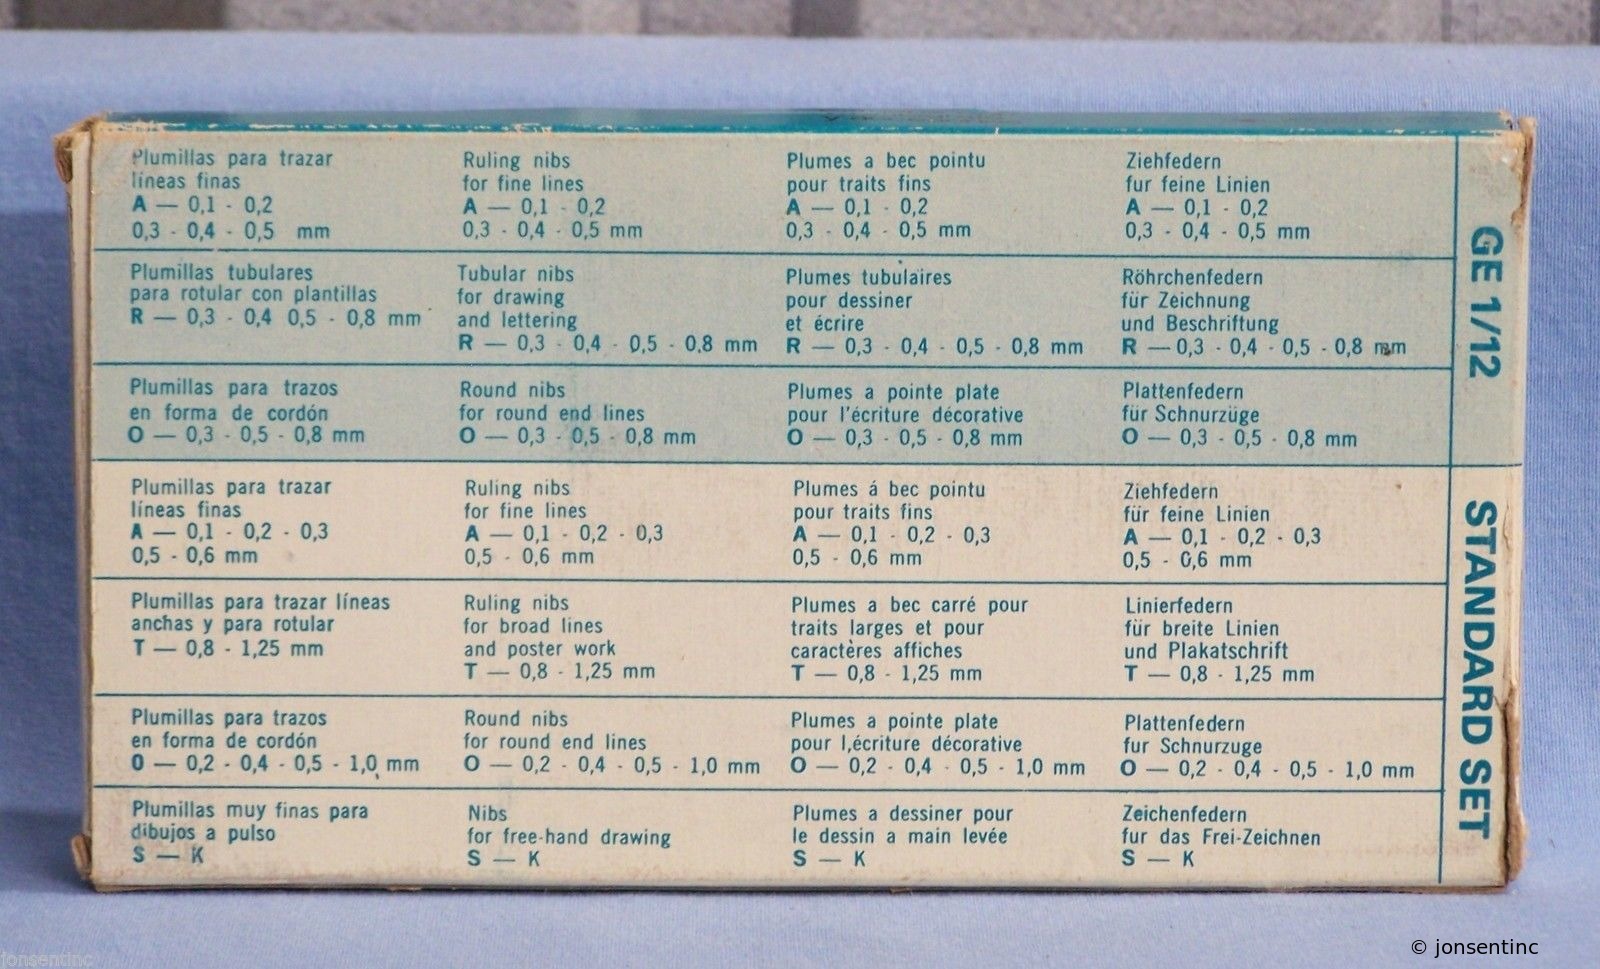 Plumillas para trazar
líneas finas
A — 0,1 - 0,2
0,3 - 0,4 - 0,5 mm
Ruling nibs
for fine lines
A — 0,1 - 0,2
0,3 - 0,4 - 0,5 mm
Plumes a bec pointu
pour traits fins
A — 0,1 - 0,2
0,3 - 0,4 - 0,5 mm
Ziehfedern
fur feine Linien
A — 0,1 - 0,2
0,3 - 0,4 - 0,5 mm
Plumillas tubulares
para rotular con plantillas
R — 0,3 - 0,4 0,5 - 0,8 mm
Tubular nibs
for drawing
and lettering
R — 0,3 - 0,4 - 0,5 - 0,8 mm
Plumes tubulaires
pour dessiner
et écrire
R — 0,3 - 0,4 - 0,5 - 0,8 mm
Röhrchenfedern
für Zeichnung
und Beschriftung
R — 0,3 - 0,4 - 0,5 - 0,8 mm
Plumillas para trazos
en forma de cordón
O — 0,3 - 0,5 - 0,8 mm
Round nibs
for round end lines
O — 0,3 - 0,5 - 0,8 mm
Plumes a pointe plate
pour l'écriture décorative
O — 0,3 - 0,5 - 0,8 mm
Plattenfedern
für Schnurzüge
O — 0,3 - 0,5 - 0,8 mm
GE 1/12
Plumillas para trazar
líneas finas
A — 0,1 - 0,2 - 0,3
0,5 - 0,6 mm
Ruling nibs
for fine lines
A — 0,1 - 0,2 - 0,3
0,5 - 0,6 mm
Plumes á bec pointu
pour traits fins
A — 0,1 - 0,2 - 0,3
0,5 - 0,6 mm
Ziehfedern
für feine Linien
A — 0,1 - 0,2 - 0,3
0,5 - 0,6 mm
Plumillas para trazar líneas
anchas y para rotular
T — 0,8 - 1,25 mm
Ruling nibs
for broad lines
and poster work
T — 0,8 - 1,25 mm
Plumes a bec carré pour
traits larges et pour
caractères affiches
T — 0,8 - 1,25 mm
Linierfedern
für breite Linien
und Plakatschrift
T — 0,8 - 1,25 mm
Plumillas para trazos
en forma de cordón
O — 0,2 - 0,4 - 0,5 - 1,0 mm
Round nibs
for round end lines
O — 0,2 - 0,4 - 0,5 - 1,0 mm
Plumes a pointe plate
pour l,écriture décorative
O — 0,2 - 0,4 - 0,5 - 1,0 mm
Plattenfedern
fur Schnurzuge
O — 0,2 - 0,4 - 0,5 - 1,0 mm
Plumillas muy finas para
dibujos a pulso
S — K
Nibs
for free-hand drawing
S — K
Plumes a dessiner pour
le dessin a main levée
S — K
Zeichenfedern
fur das Frei-Zeichnen
S — K
STANDARD SET
jonsentinc
© jonsentinc